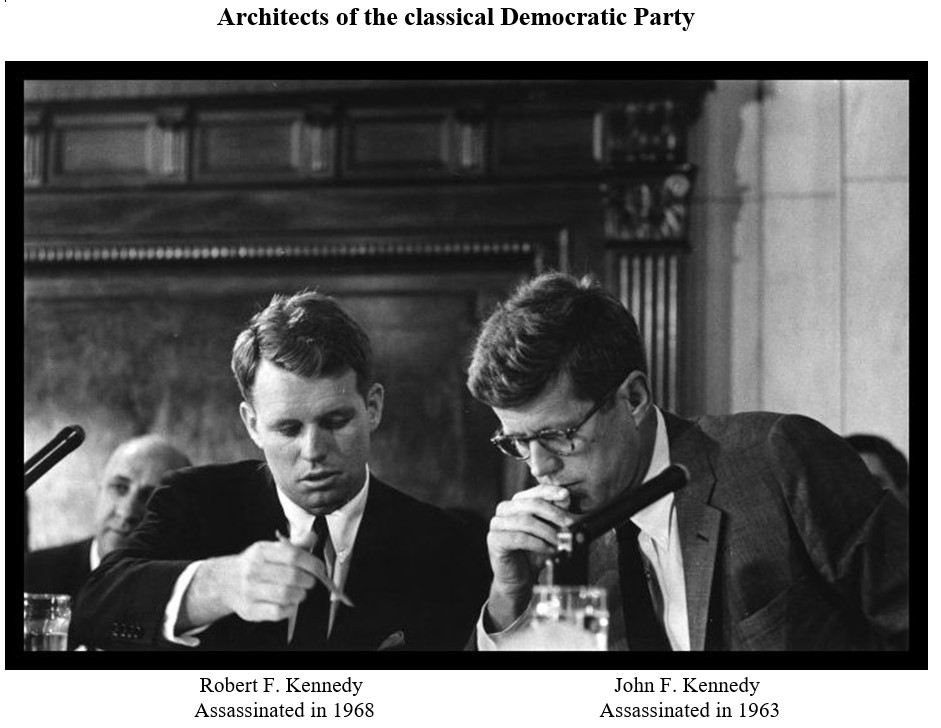 Architects of the classical Democratic Party
Robert F. Kennedy
John F. Kennedy
Assassinated in 1968
Assassinated in 1963